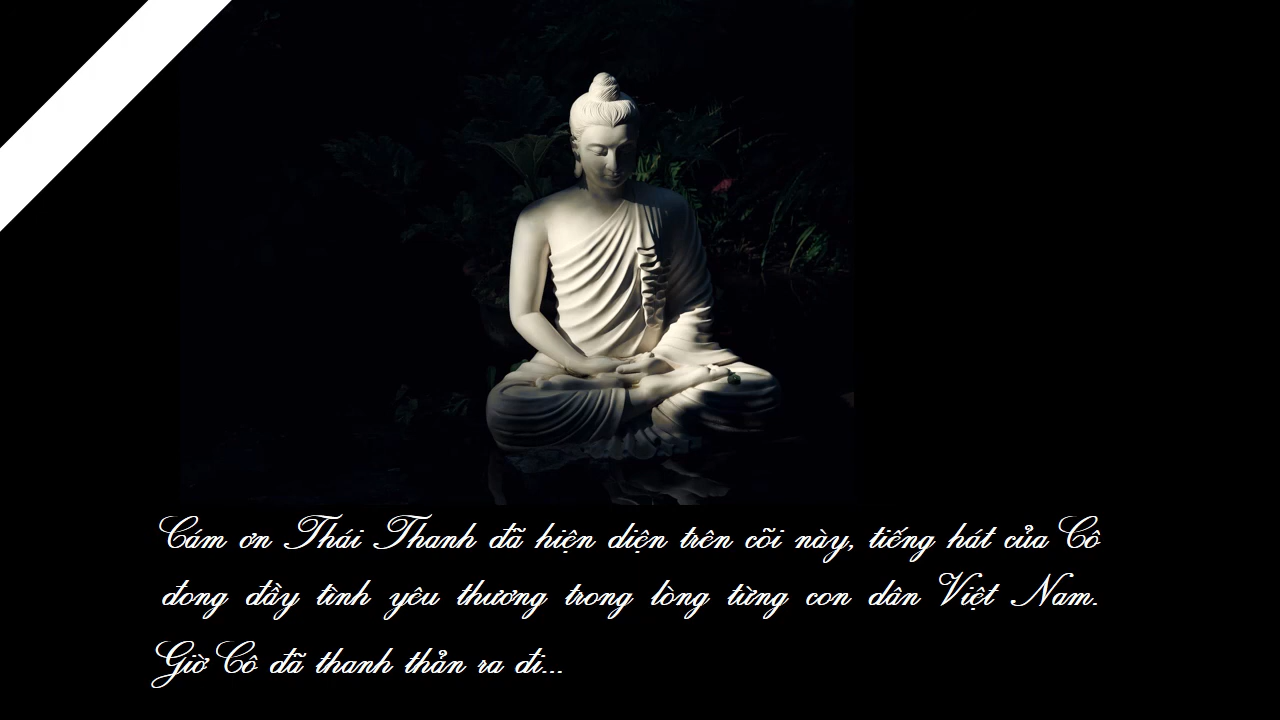 Cám ơn Thái Thanh đã hiện diện trên cõi này, tiếng hát của Cô
đong đầy tình yêu thương trong lòng từng con dân Việt Nam.
Giờ Cô đã thanh thản ra đi...